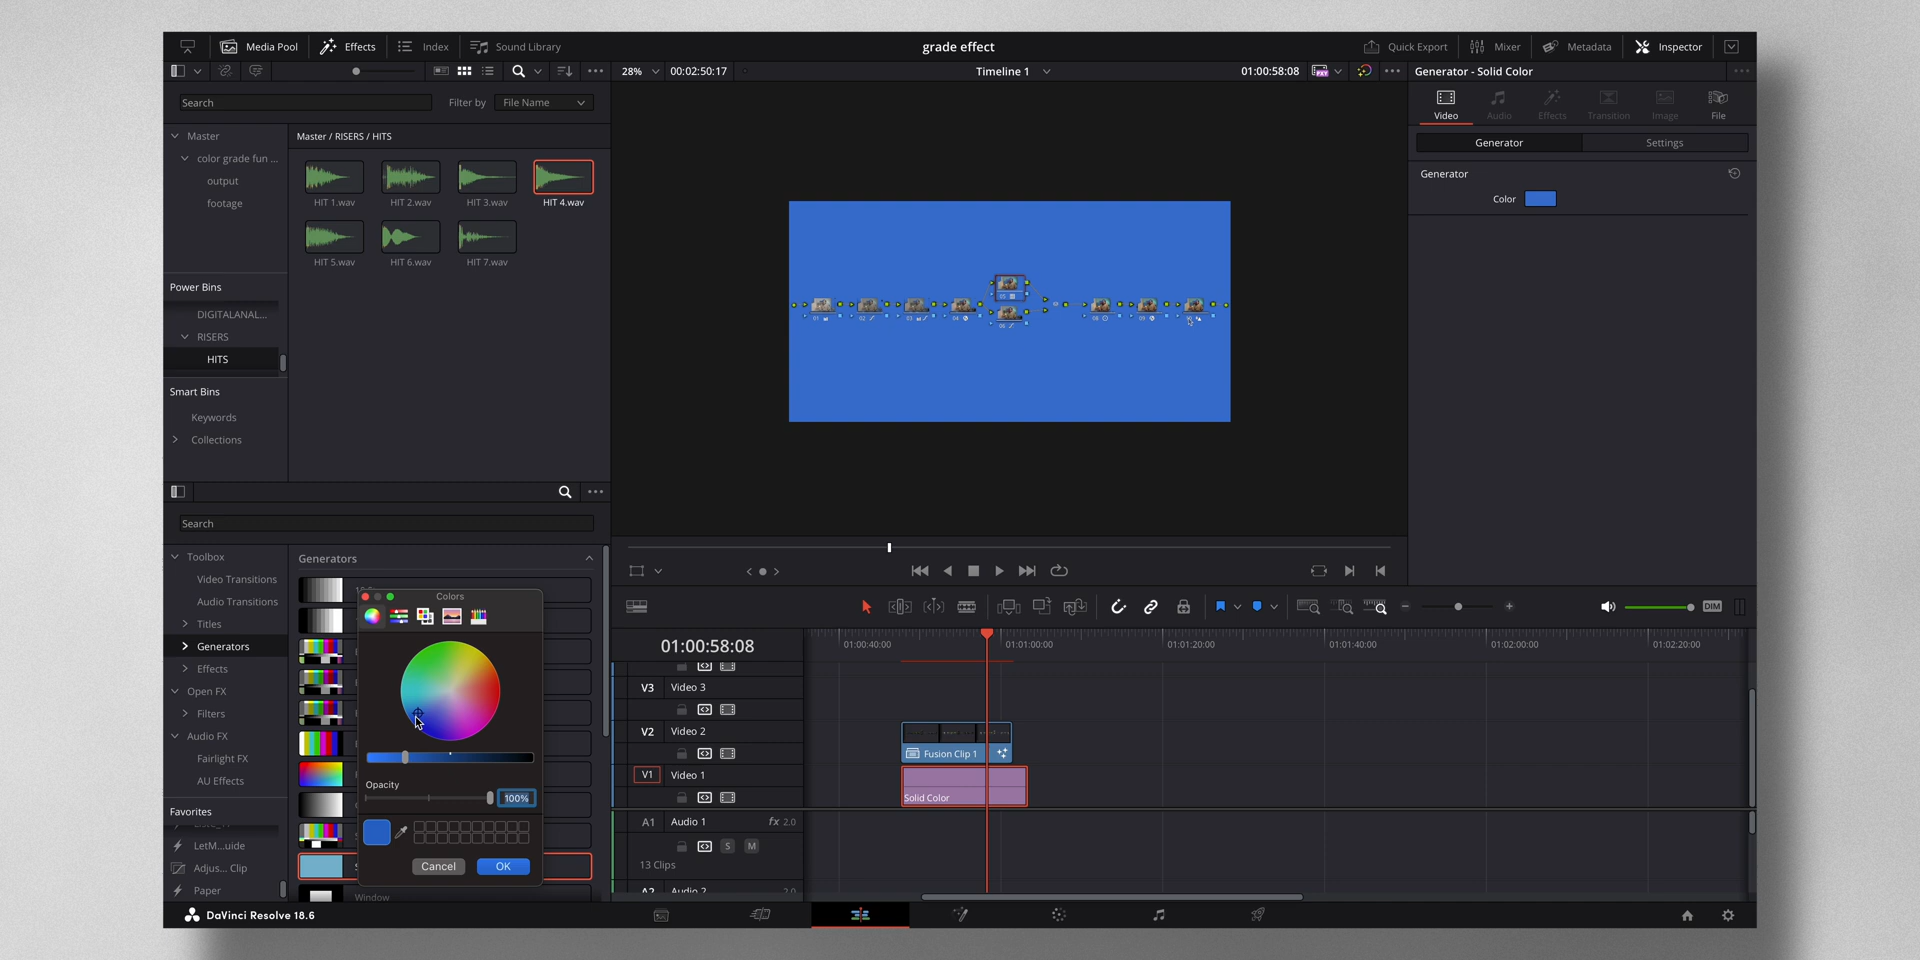 Media Pool
Effects
Index
Sound Library
grade effect
Quick Export
Mixer
Metadata
Inspector
28%
00:02:50:17
Timeline 1
01:00:58:08
Generator - Solid Color
Search
Filter by
File Name
Video
Audio
Effects
Transition
Image
File
Master
Master / RISERS / HITS
Generator
Settings
color grade fun ...
output
footage
HIT 1.wav
HIT 2.wav
HIT 3.wav
HIT 4.wav
Generator
Color
HIT 5.wav
HIT 6.wav
HIT 7.wav
Power Bins
DIGITALANAL...
RISERS
HITS
Smart Bins
Keywords
Collections
01
02
03
04
05
06
08
09
Search
Toolbox
Video Transitions
Audio Transitions
Titles
Generators
Effects
Open FX
Filters
Audio FX
Fairlight FX
AU Effects
Favorites
LetM...uide
Adjus... Clip
Paper
Generators
Colors
Opacity
100%
Cancel
OK
Window
DIM
01:00:58:08
01:00:40:00
01:01:00:00
01:01:20:00
01:01:40:00
01:02:00:00
01:02:20:00
V3
Video 3
V2
Video 2
Fusion Clip 1
V1
Video 1
Solid Color
A1
Audio 1
fx 2.0
S
M
13 Clips
A2
Audio 2
2.0
DaVinci Resolve 18.6